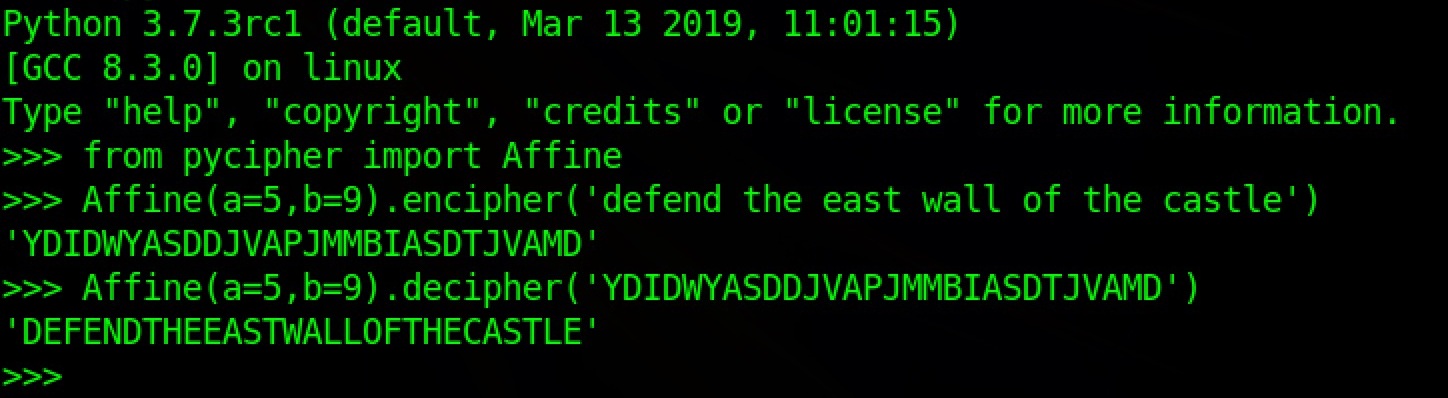 Python 3.7.3rc1 (default, Mar 13 2019, 11:01:15)
[GCC 8.3.0] on linux
Type "help", "copyright", "credits" or "license" for more information.
>>> from pycipher import Affine
>>> Affine(a=5,b=9).encipher('defend the east wall of the castle')
'YDIDWYASDDJVAPJMMBIASDTJVAMD'
>>> Affine(a=5,b=9).decipher('YDIDWYASDDJVAPJMMBIASDTJVAMD')
'DEFENDTHEEASTWALLOFTHECASTLE'
>>>